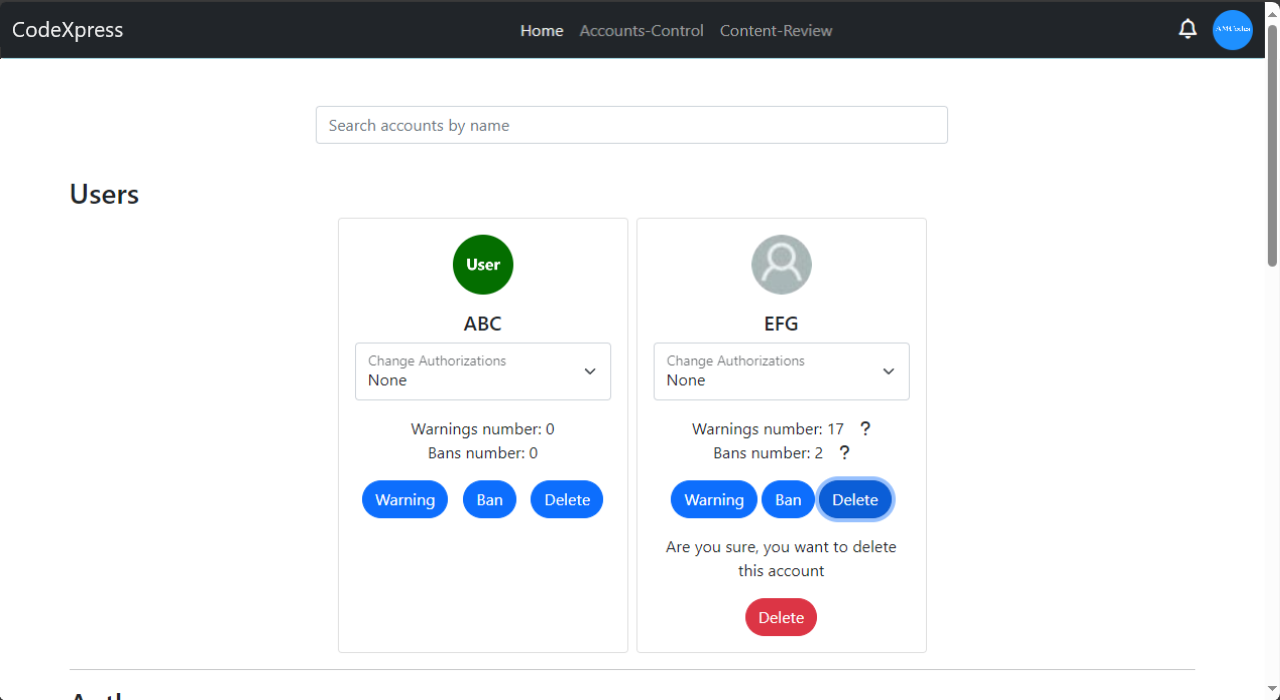 CodeXpress
Home Accounts-Control Content-Review
AMCodes
Search accounts by name
Users
User
ABC
Change Authorizations
None
Warnings number: 0
Bans number: 0
Warning Ban Delete
EFG
Change Authorizations
None
Warnings number: 17 ?
Bans number: 2 ?
Warning Ban Delete
Are you sure, you want to delete
this account
Delete